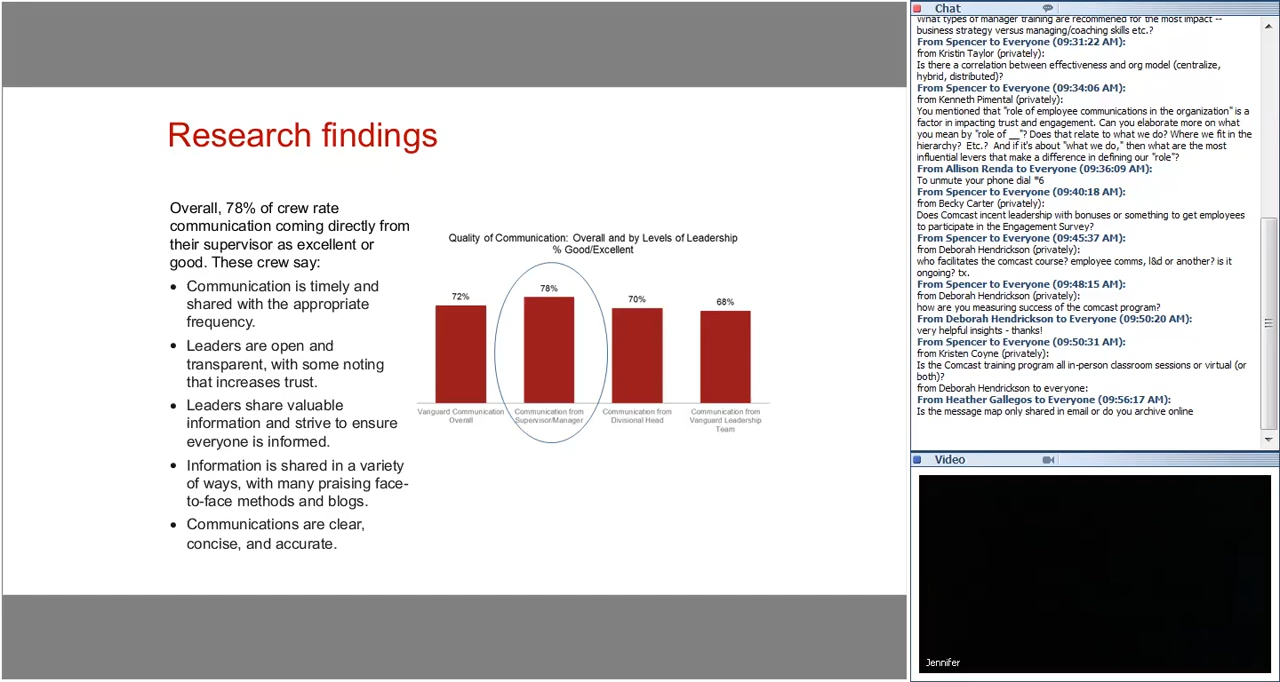 Research findings
Overall, 78% of crew rate
communication coming directly from
their supervisor as excellent or
good. These crew say:
• Communication is timely and
shared with the appropriate
frequency.
• Leaders are open and
transparent, with some noting
that increases trust.
• Leaders share valuable
information and strive to ensure
everyone is informed.
• Information is shared in a variety
of ways, with many praising face-
to-face methods and blogs.
• Communications are clear,
concise, and accurate.
Quality of Communication: Overall and by Levels of Leadership
% Good/Excellent
72%
78%
70%
68%
Vanguard Communication
Overall
Communication from
Supervisor/Manager
Communication from
Divisional Head
Communication from
Vanguard Leadership
Team
Chat
What types of manager training are recommened for the most impact --
business strategy versus managing/coaching skills etc.?
From Spencer to Everyone (09:31:22 AM):
from Kristin Taylor (privately):
Is there a correlation between effectiveness and org model (centralize,
hybrid, distributed)?
From Spencer to Everyone (09:34:06 AM):
from Kenneth Pimental (privately):
You mentioned that "role of employee communications in the organization" is a
factor in impacting trust and engagement. Can you elaborate more on what
you mean by "role of __"? Does that relate to what we do? Where we fit in the
hierarchy?  Etc.?  And if it's about "what we do," then what are the most
influential levers that make a difference in defining our "role"?
From Allison Renda to Everyone (09:36:09 AM):
To unmute your phone dial *6
From Spencer to Everyone (09:40:18 AM):
from Becky Carter (privately):
Does Comcast incent leadership with bonuses or something to get employees
to participate in the Engagement Survey?
From Spencer to Everyone (09:45:37 AM):
from Deborah Hendrickson (privately):
who facilitates the comcast course? employee comms, l&d or another? is it
ongoing? tx.
From Spencer to Everyone (09:48:15 AM):
from Deborah Hendrickson (privately):
how are you measuring success of the comcast program?
From Deborah Hendrickson to Everyone (09:50:20 AM):
very helpful insights - thanks!
From Spencer to Everyone (09:50:31 AM):
from Kristen Coyne (privately):
Is the Comcast training program all in-person classroom sessions or virtual (or
both)?
from Deborah Hendrickson to everyone:
From Heather Gallegos to Everyone (09:56:17 AM):
Is the message map only shared in email or do you archive online
Video
Jennifer